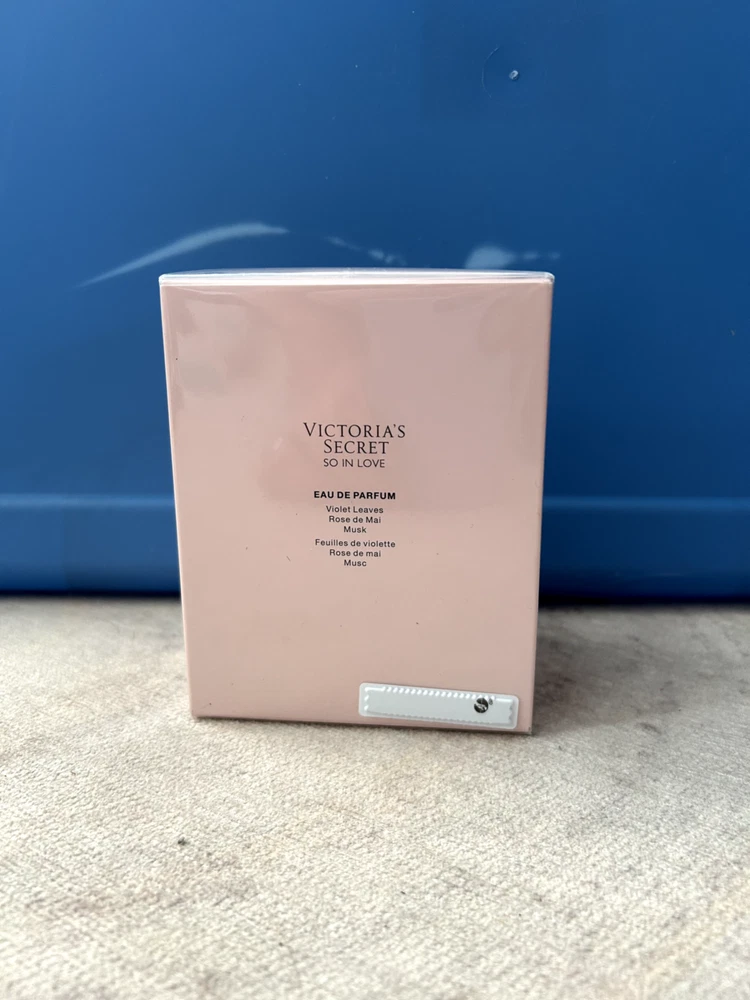 VICTORIA'S
SECRET
SO IN LOVE
EAU DE PARFUM
Violet Leaves
Rose de Mai
Musk
Feuilles de violette
Rose de mai
Musc